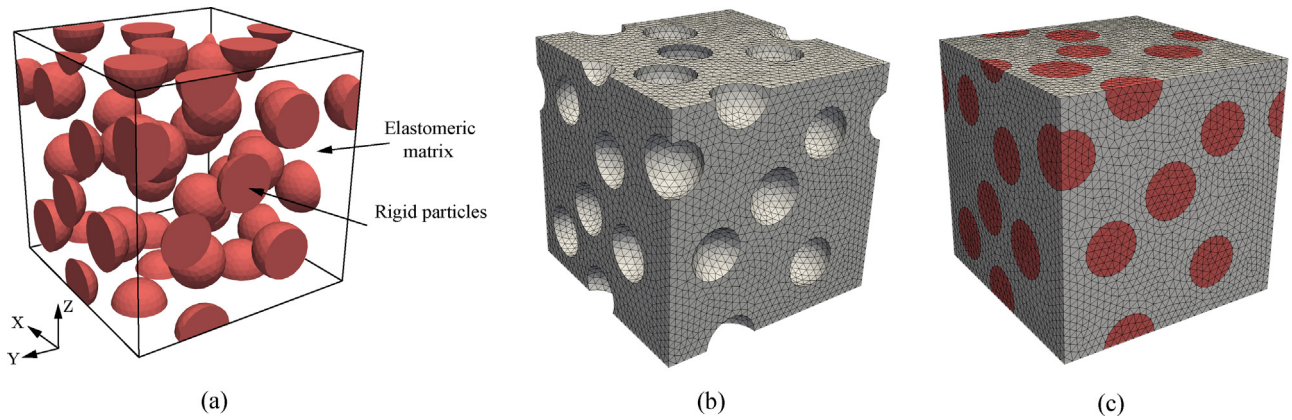 Elastomeric
matrix
Rigid particles
Z
X
Y
(a)
(b)
(c)